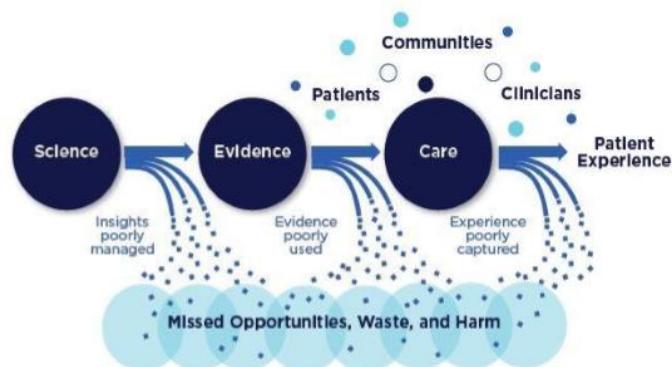 Communities
Patients
Clinicians
Science
Evidence
Care
Patient
Experience
Insights
poorly
managed
Evidence
poorly
used
Experience
poorly
captured
Missed Opportunities, Waste, and Harm